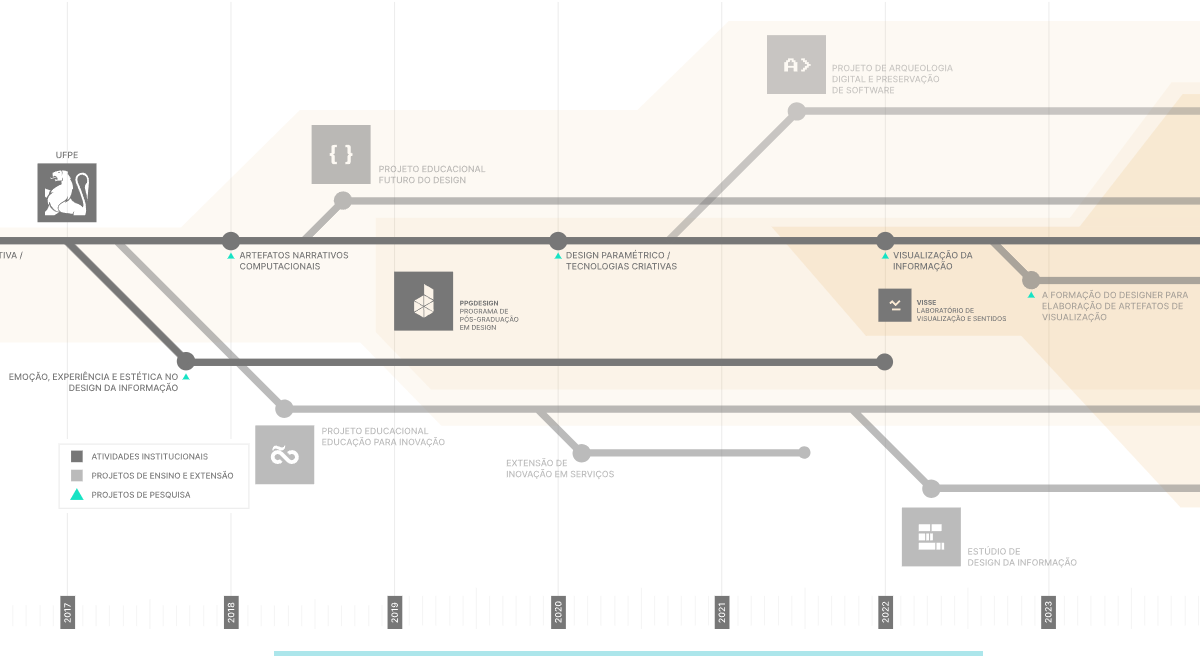 A>
PROJETO DE ARQUEOLOGIA
DIGITAL E PRESERVAÇÃO
DE SOFTWARE
{ }
PROJETO EDUCACIONAL
FUTURO DO DESIGN
UFPE
TIVA /
ARTEFATOS NARRATIVOS
COMPUTACIONAIS
DESIGN PARAMÉTRICO /
TECNOLOGIAS CRIATIVAS
VISUALIZAÇÃO DA
INFORMAÇÃO
PPGDESIGN
PROGRAMA DE
PÓS-GRADUAÇÃO
EM DESIGN
VISSE
LABORATÓRIO DE
VISUALIZAÇÃO E SENTIDOS
A FORMAÇÃO DO DESIGNER PARA
ELABORAÇÃO DE ARTEFATOS DE
VISUALIZAÇÃO
EMOÇÃO, EXPERIÊNCIA E ESTÉTICA NO
DESIGN DA INFORMAÇÃO
PROJETO EDUCACIONAL
EDUCAÇÃO PARA INOVAÇÃO
EXTENSÃO DE
INOVAÇÃO EM SERVIÇOS
ATIVIDADES INSTITUCIONAIS
PROJETOS DE ENSINO E EXTENSÃO
PROJETOS DE PESQUISA
ESTÚDIO DE
DESIGN DA INFORMAÇÃO
2017
2018
2019
2020
2021
2022
2023